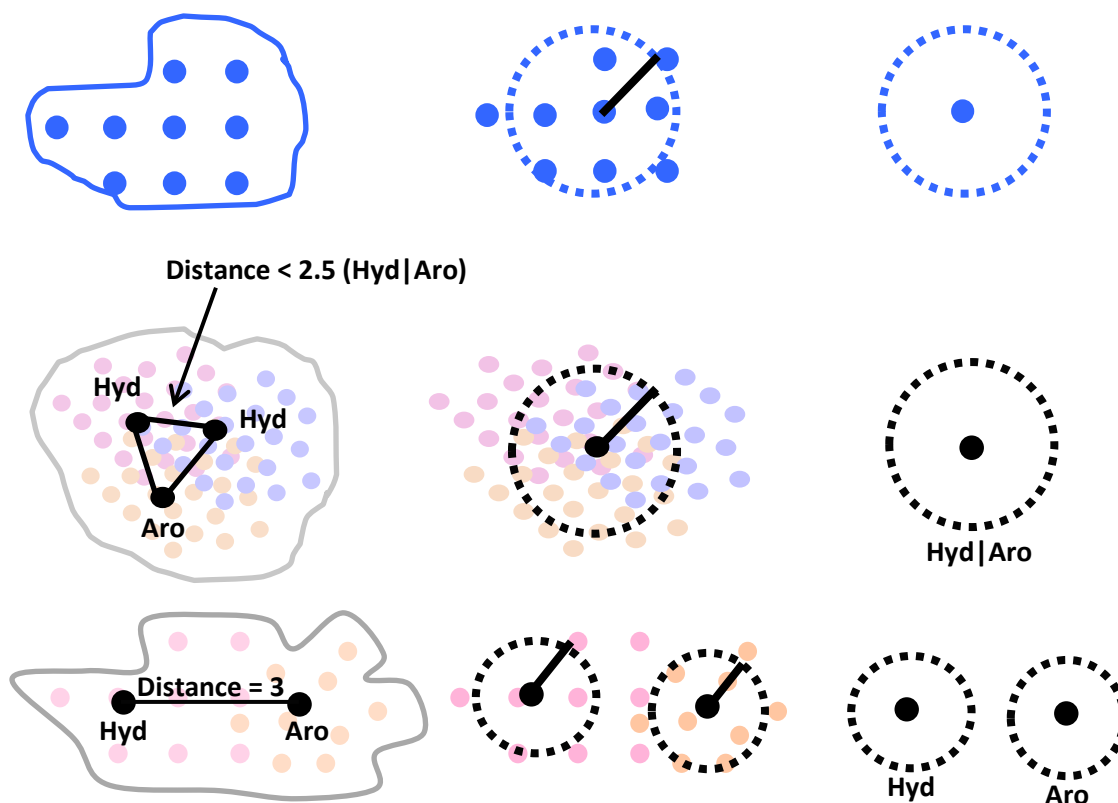 Distance < 2.5 (Hyd|Aro)
Hyd
Hyd
Aro
Hyd|Aro
Distance = 3
Hyd
Aro
Hyd
Aro